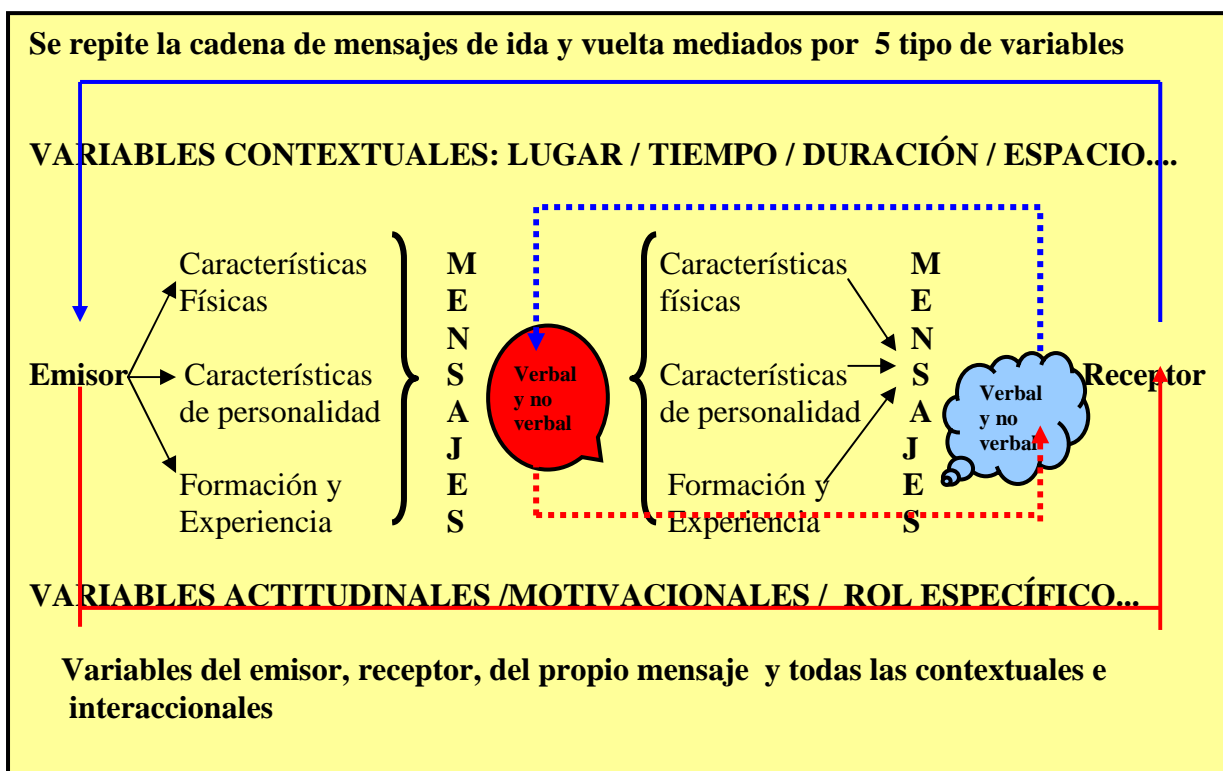 Se repite la cadena de mensajes de ida y vuelta mediados por 5 tipo de variables
VARIABLES CONTEXTUALES: LUGAR / TIEMPO / DURACIÓN / ESPACIO....
Emisor
Características
Físicas
Características
de personalidad
Formación y
Experiencia
M
E
N
S
A
J
E
S
Verbal
y no
verbal
Características
físicas
Características
de personalidad
Formación y
Experiencia
M
E
N
S
A
J
E
S
Verbal
y no
verbal
Receptor
VARIABLES ACTITUDINALES /MOTIVACIONALES / ROL ESPECÍFICO...
Variables del emisor, receptor, del propio mensaje y todas las contextuales e
interaccionales